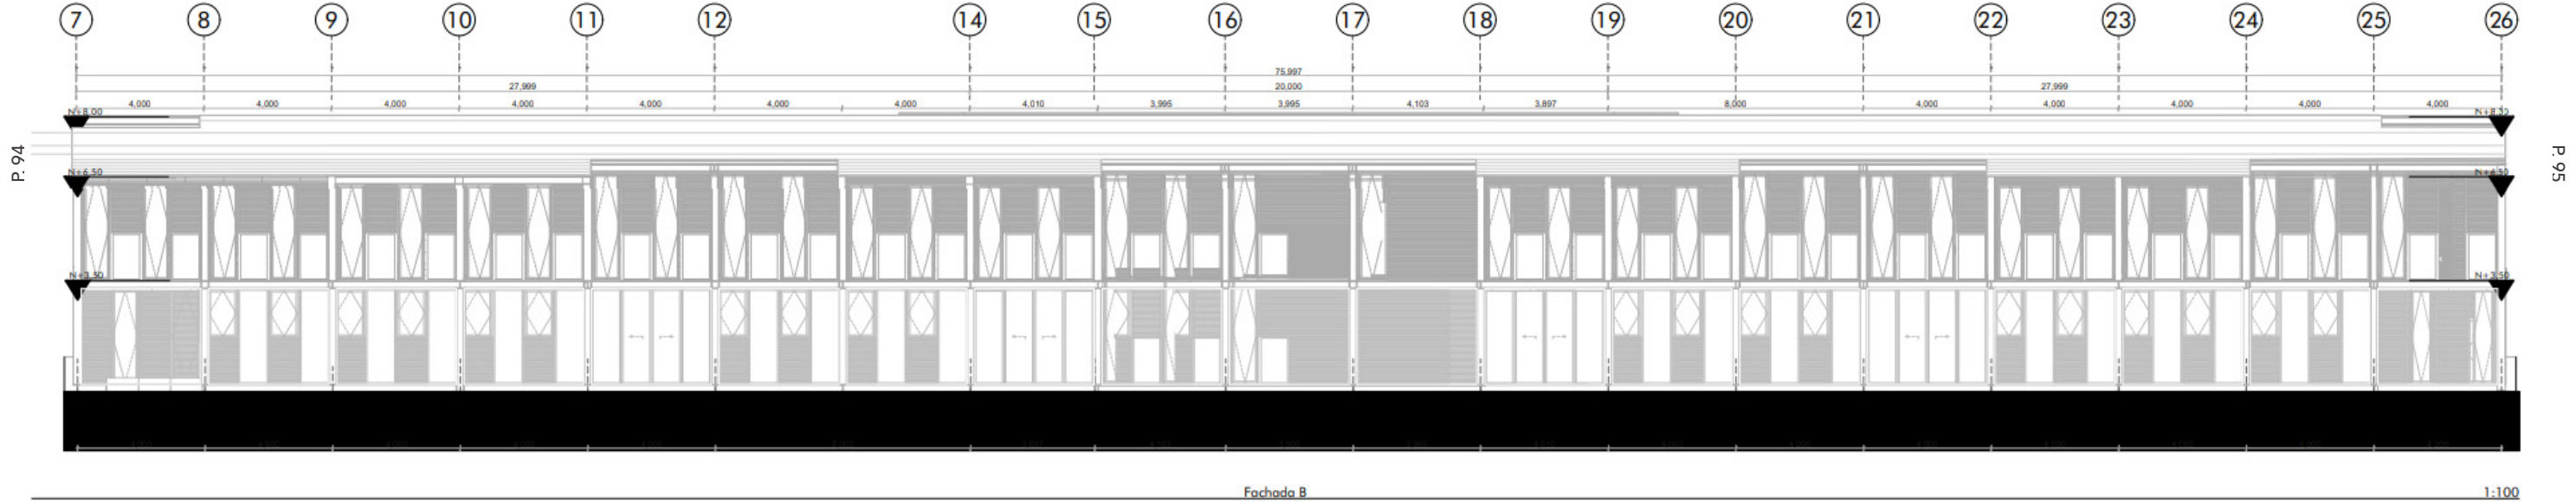 7 8 9 10 11 12 14 15 16 17 18 19 20 21 22 23 24 25 26
75,997
27,999 20,000 27,999
4,000 4,000 4,000 4,000 4,000 4,000 4,000 4,010 3,995 3,995 4,103 3,897 8,000 4,000 4,000 4,000 4,000 4,000
N+8,00
P. 94
P. 95
N+6,50
N+3,50 N+3,50
Fachada B 1:100